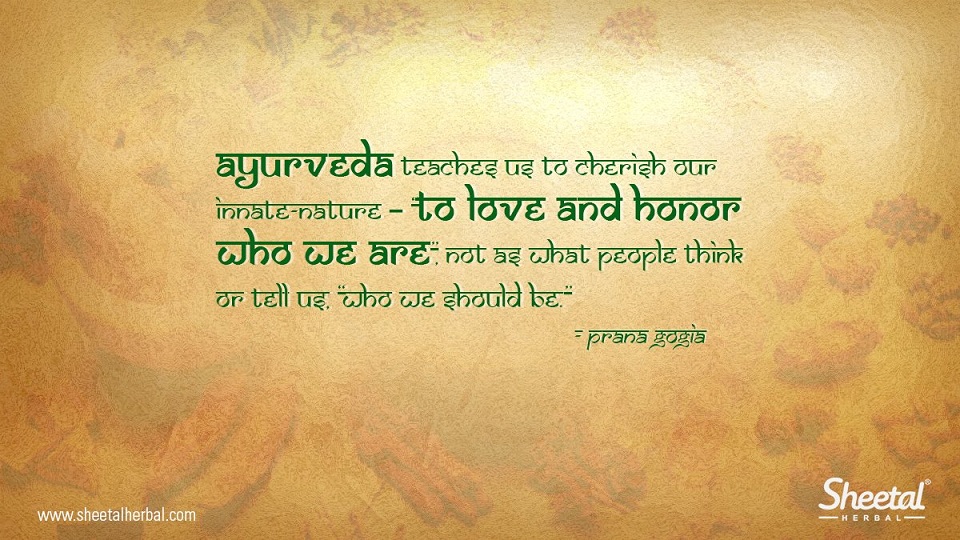 Ayurveda teaches us to cherish our
innate-nature – "to love and honor
who we are", not as what people think
or tell us, "who we should be."
- Prana Gogia
www.sheetalherbal.com
Sheetal®
HERBAL